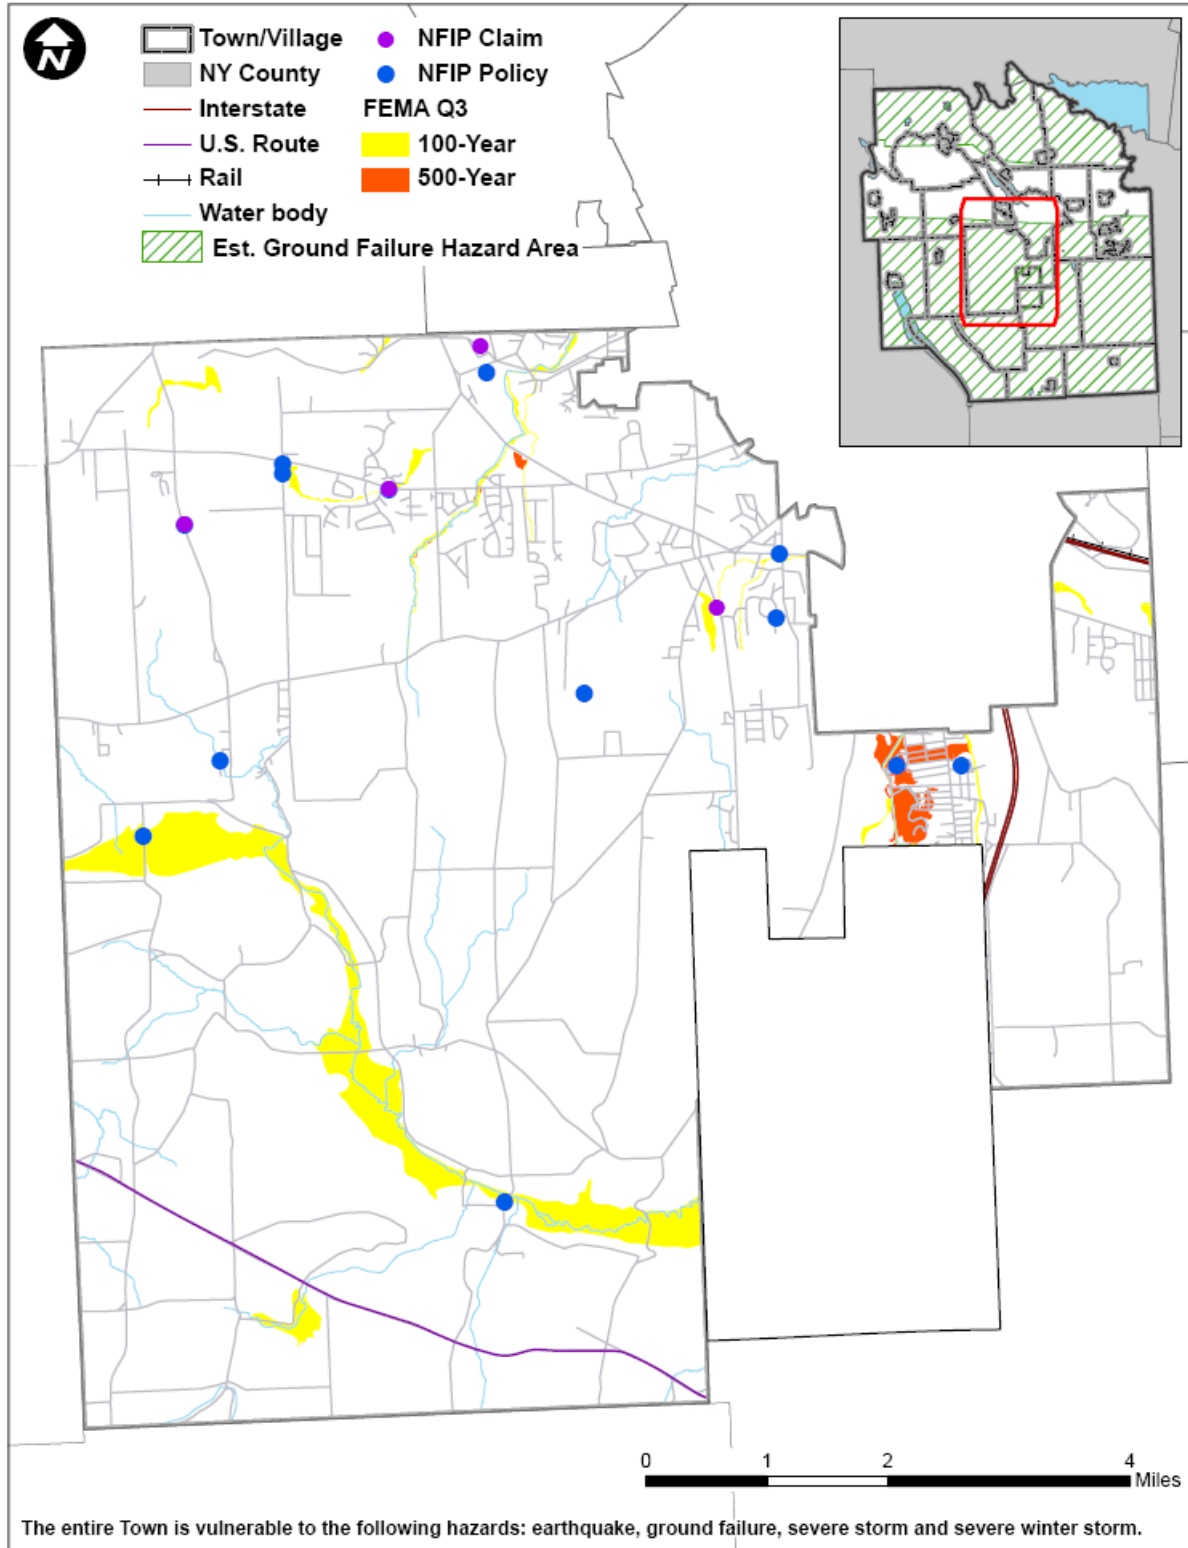 N
Town/Village
NFIP Claim
NY County
NFIP Policy
Interstate
FEMA Q3
U.S. Route
100-Year
Rail
500-Year
Water body
Est. Ground Failure Hazard Area
0 1 2 4
Miles
The entire Town is vulnerable to the following hazards: earthquake, ground failure, severe storm and severe winter storm.